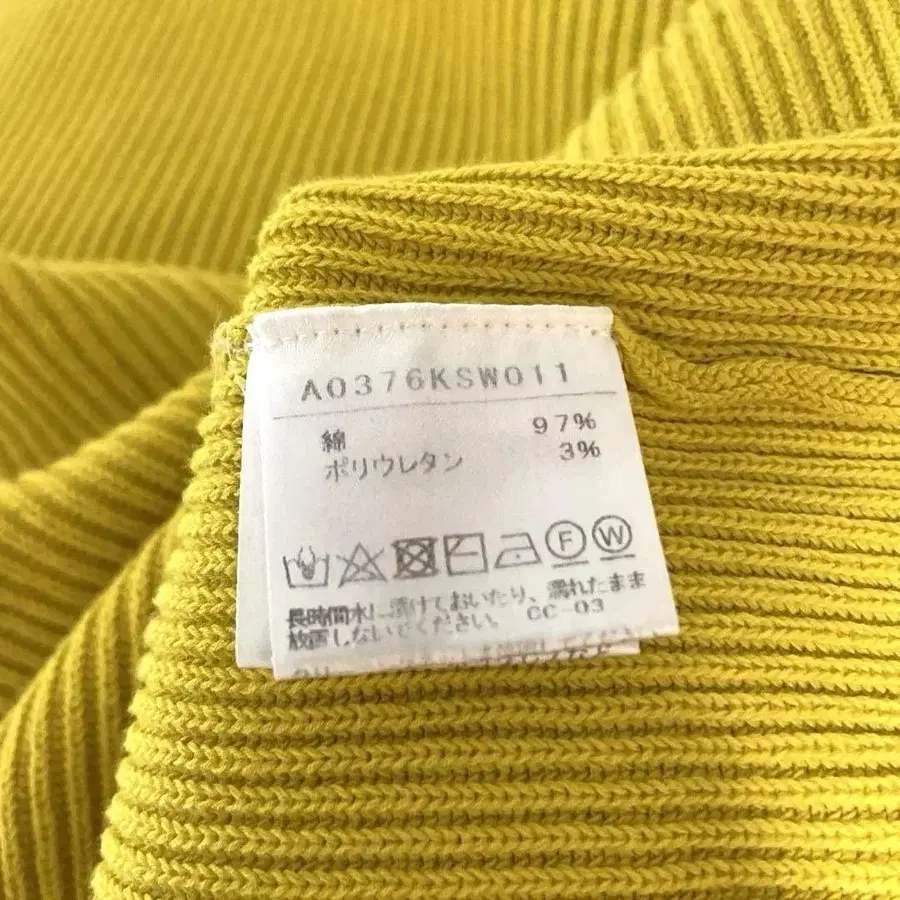 A0376KSW011
綿 97%
ポリウレタン 3%
F W
長時間水に漬けておいたり、濡れたまま
放置しないでください。 CC-03